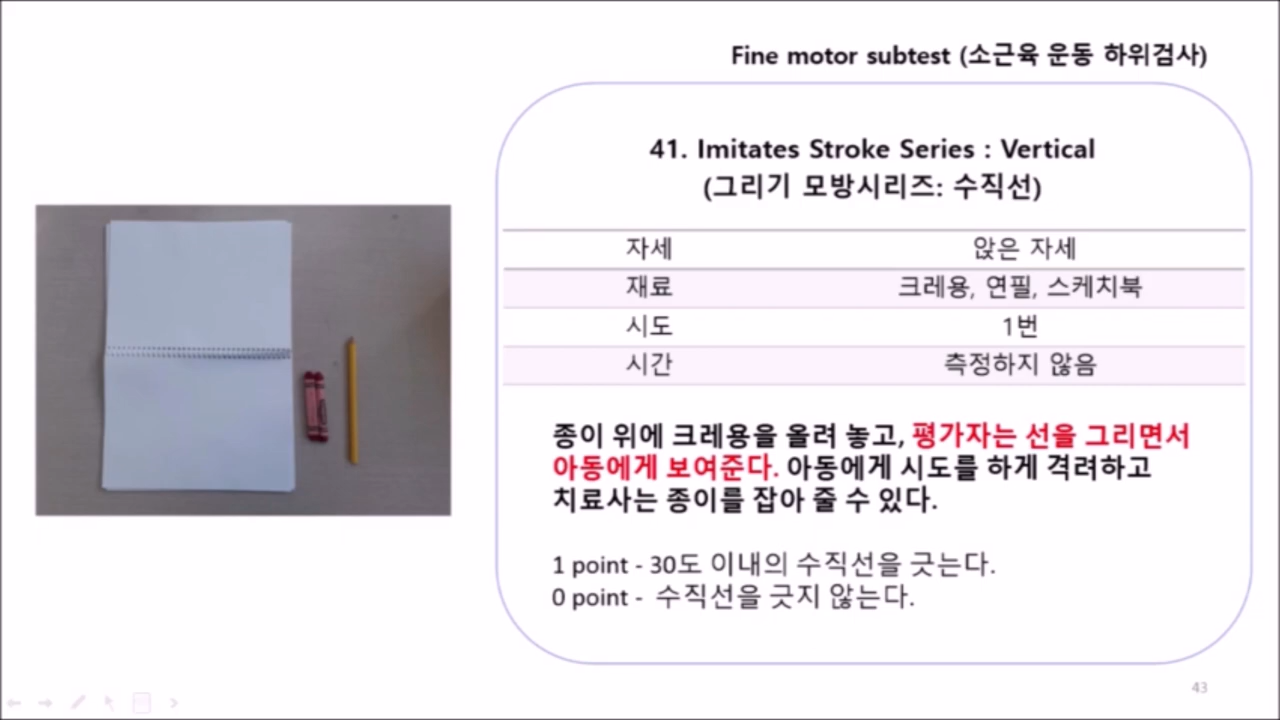 Fine motor subtest (소근육 운동 하위검사)
41. Imitates Stroke Series : Vertical
(그리기 모방시리즈: 수직선)
자세 앉은 자세
재료 크레용, 연필, 스케치북
시도 1번
시간 측정하지 않음
종이 위에 크레용을 올려 놓고, 평가자는 선을 그리면서
아동에게 보여준다. 아동에게 시도를 하게 격려하고
치료사는 종이를 잡아 줄 수 있다.
1 point - 30도 이내의 수직선을 긋는다.
0 point - 수직선을 긋지 않는다.
43